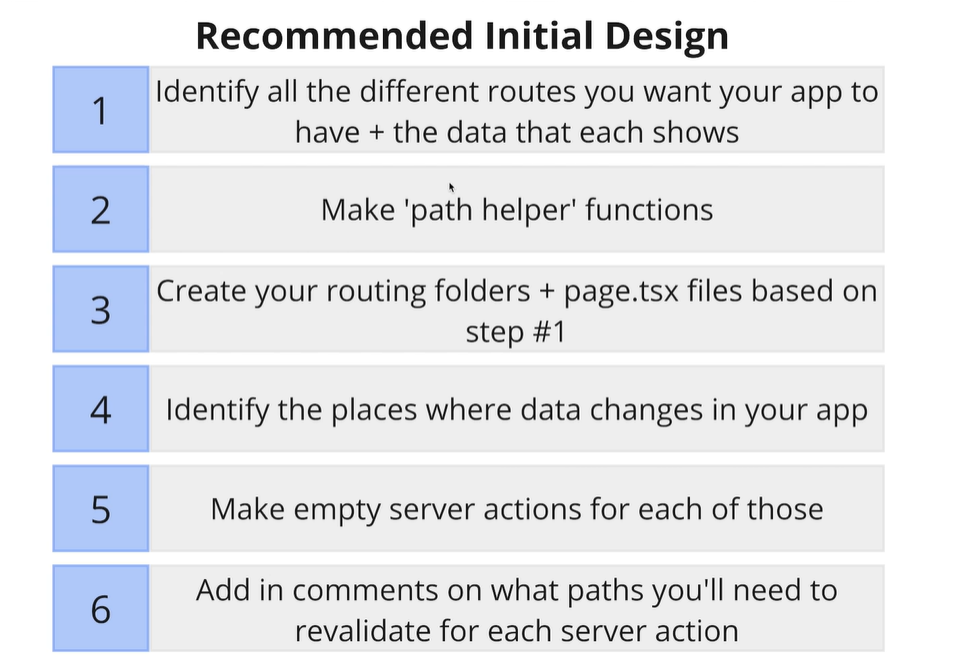 Recommended Initial Design
1
Identify all the different routes you want your app to
have + the data that each shows
2
Make 'path helper' functions
3
Create your routing folders + page.tsx files based on
step #1
4
Identify the places where data changes in your app
5
Make empty server actions for each of those
6
Add in comments on what paths you'll need to
revalidate for each server action